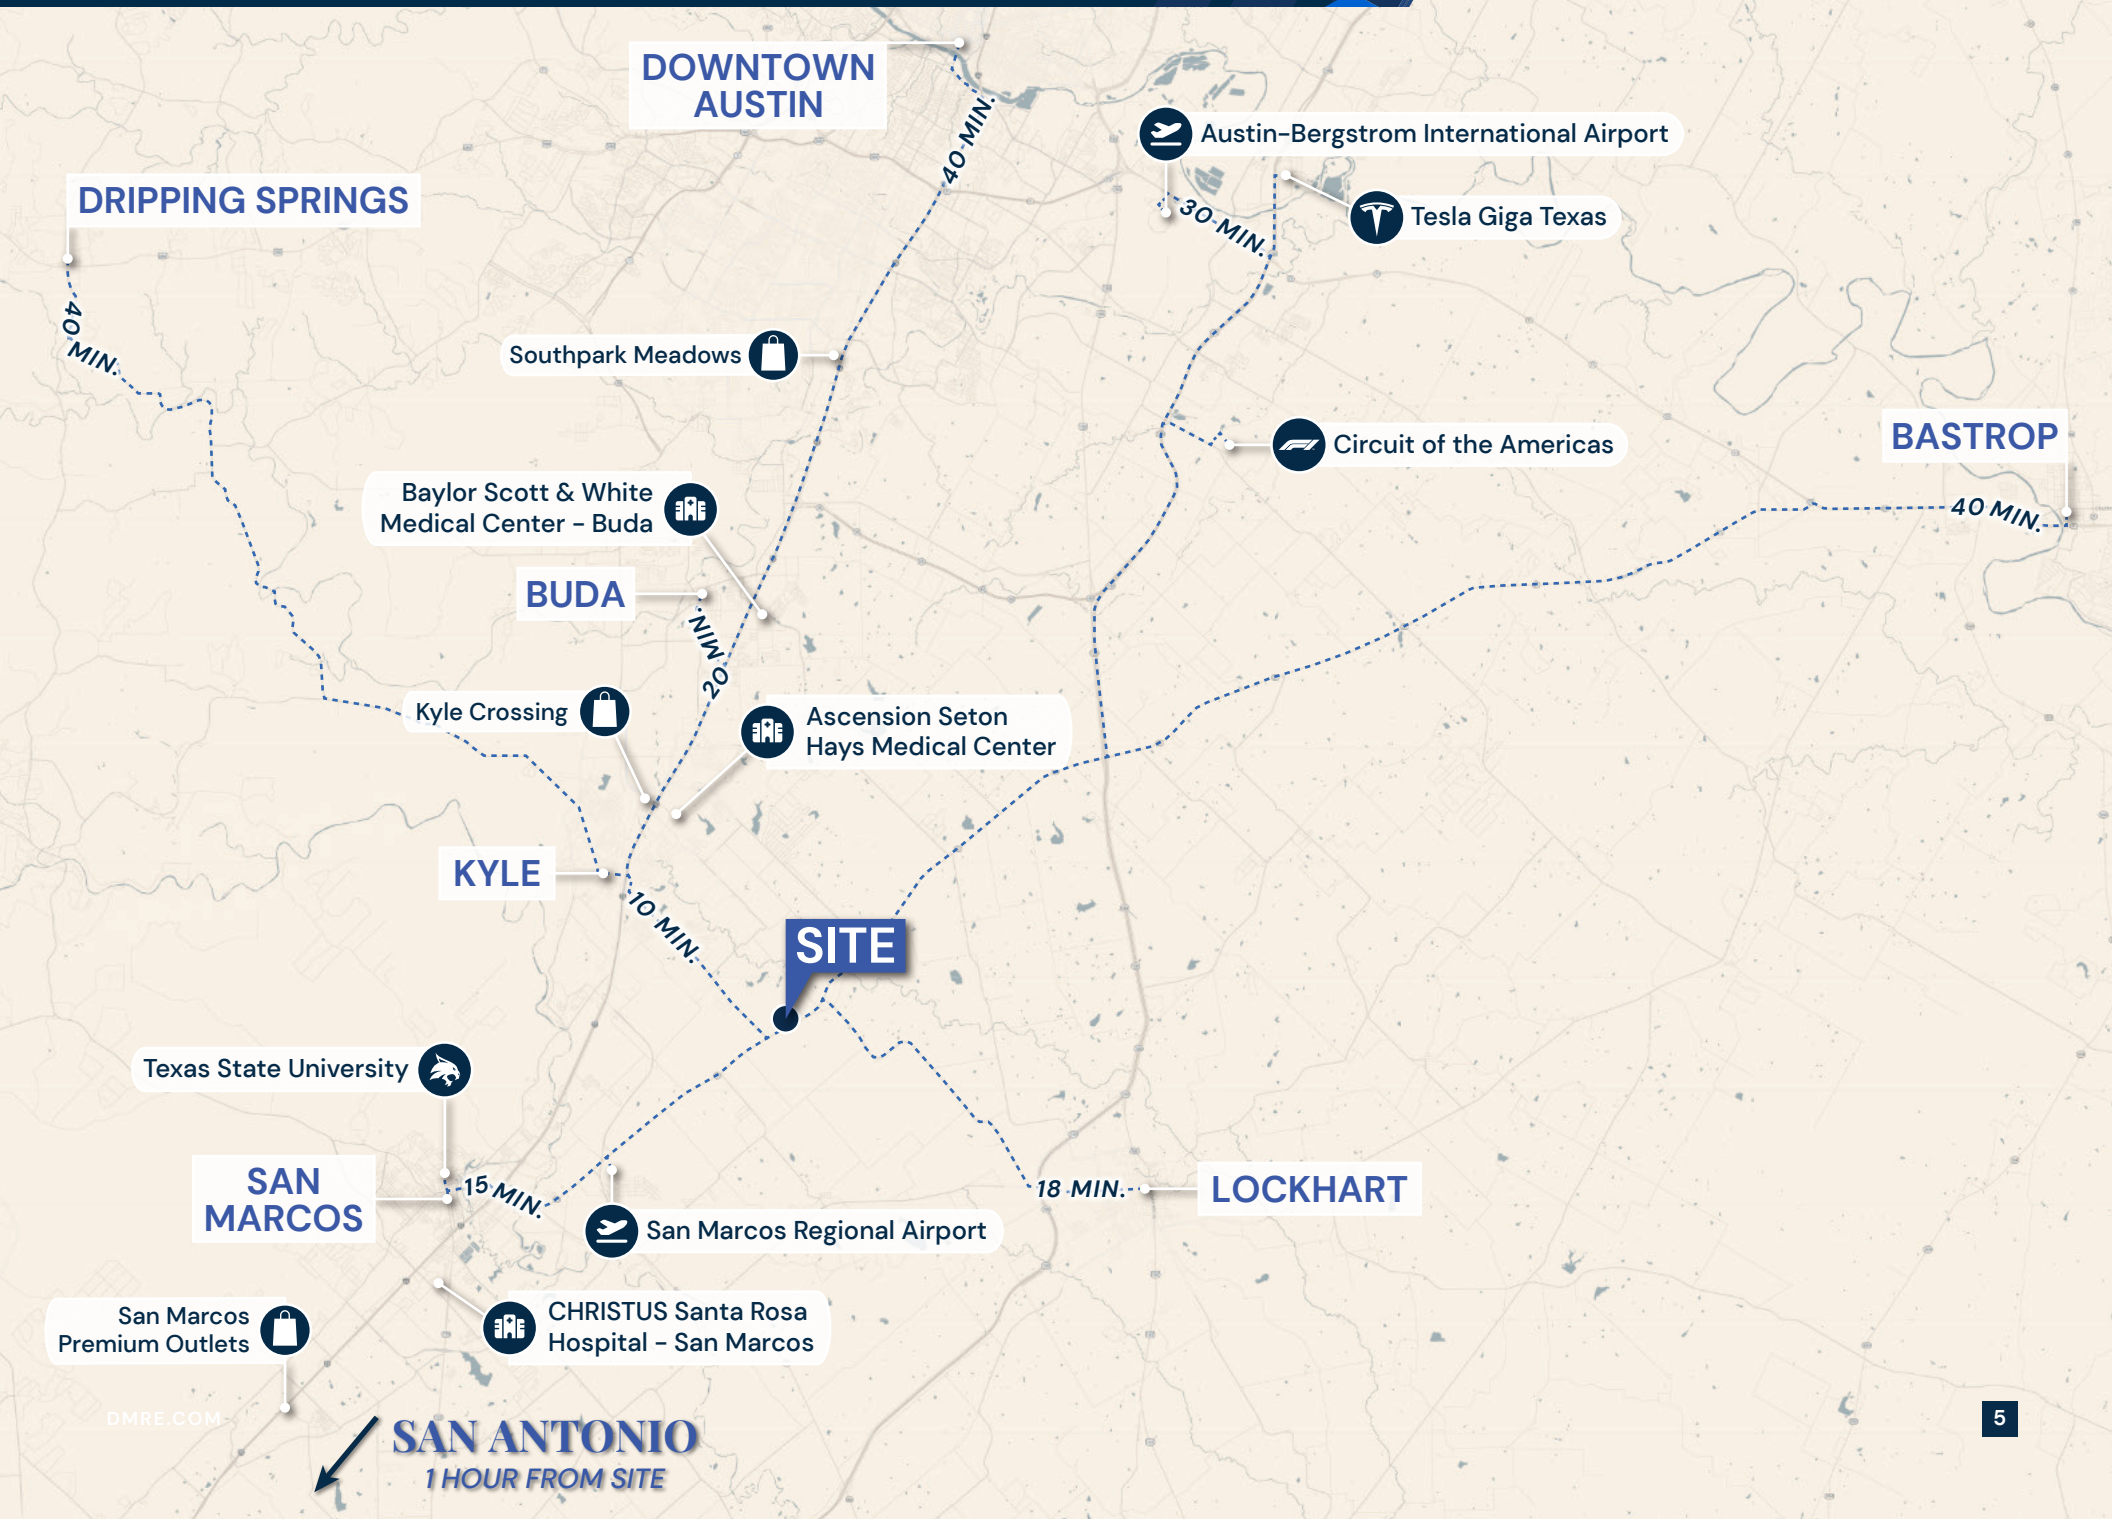 DOWNTOWN
AUSTIN
40 MIN.
Austin-Bergstrom International Airport
DRIPPING SPRINGS
30 MIN.
Tesla Giga Texas
40 MIN.
Southpark Meadows
Circuit of the Americas
BASTROP
40 MIN.
Baylor Scott & White
Medical Center - Buda
BUDA
20 MIN.
Kyle Crossing
Ascension Seton
Hays Medical Center
KYLE
10 MIN.
SITE
Texas State University
SAN
MARCOS
15 MIN.
18 MIN.
LOCKHART
San Marcos Regional Airport
San Marcos
Premium Outlets
CHRISTUS Santa Rosa
Hospital - San Marcos
DMRE.COM
5
SAN ANTONIO
1 HOUR FROM SITE